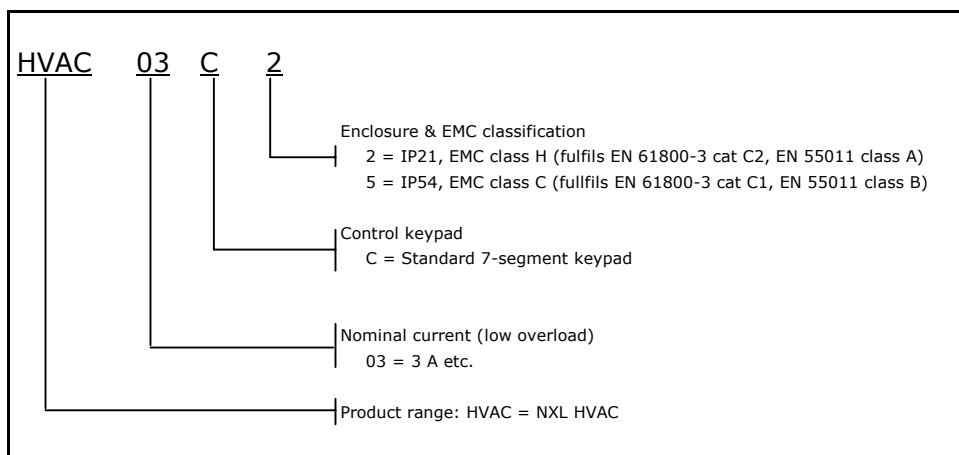 HVAC 03 C 2
Enclosure & EMC classification
2 = IP21, EMC class H (fulfils EN 61800-3 cat C2, EN 55011 class A)
5 = IP54, EMC class C (fullfils EN 61800-3 cat C1, EN 55011 class B)
Control keypad
C = Standard 7-segment keypad
Nominal current (low overload)
03 = 3 A etc.
Product range: HVAC = NXL HVAC